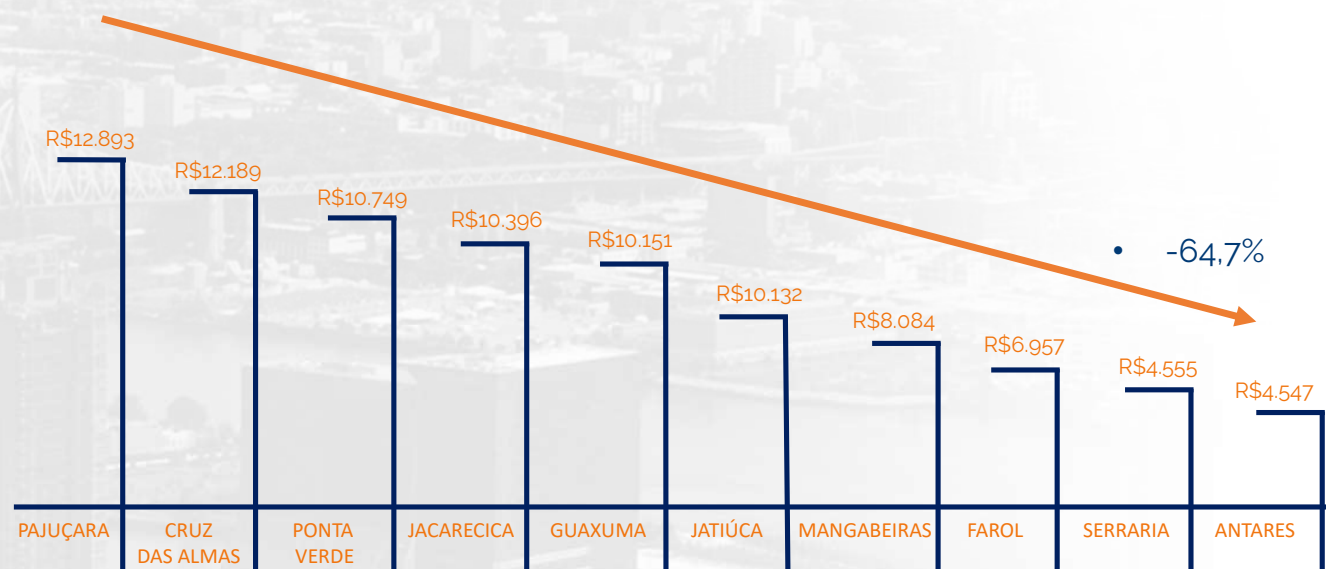 R$12.893
R$12.189
R$10.749
R$10.396
R$10.151
R$10.132
R$8.084
R$6.957
R$4.555
R$4.547
• -64,7%
PAJUÇARA
CRUZ
DAS ALMAS
PONTA
VERDE
JACARECICA
GUAXUMA
JATIÚCA
MANGABEIRAS
FAROL
SERRARIA
ANTARES